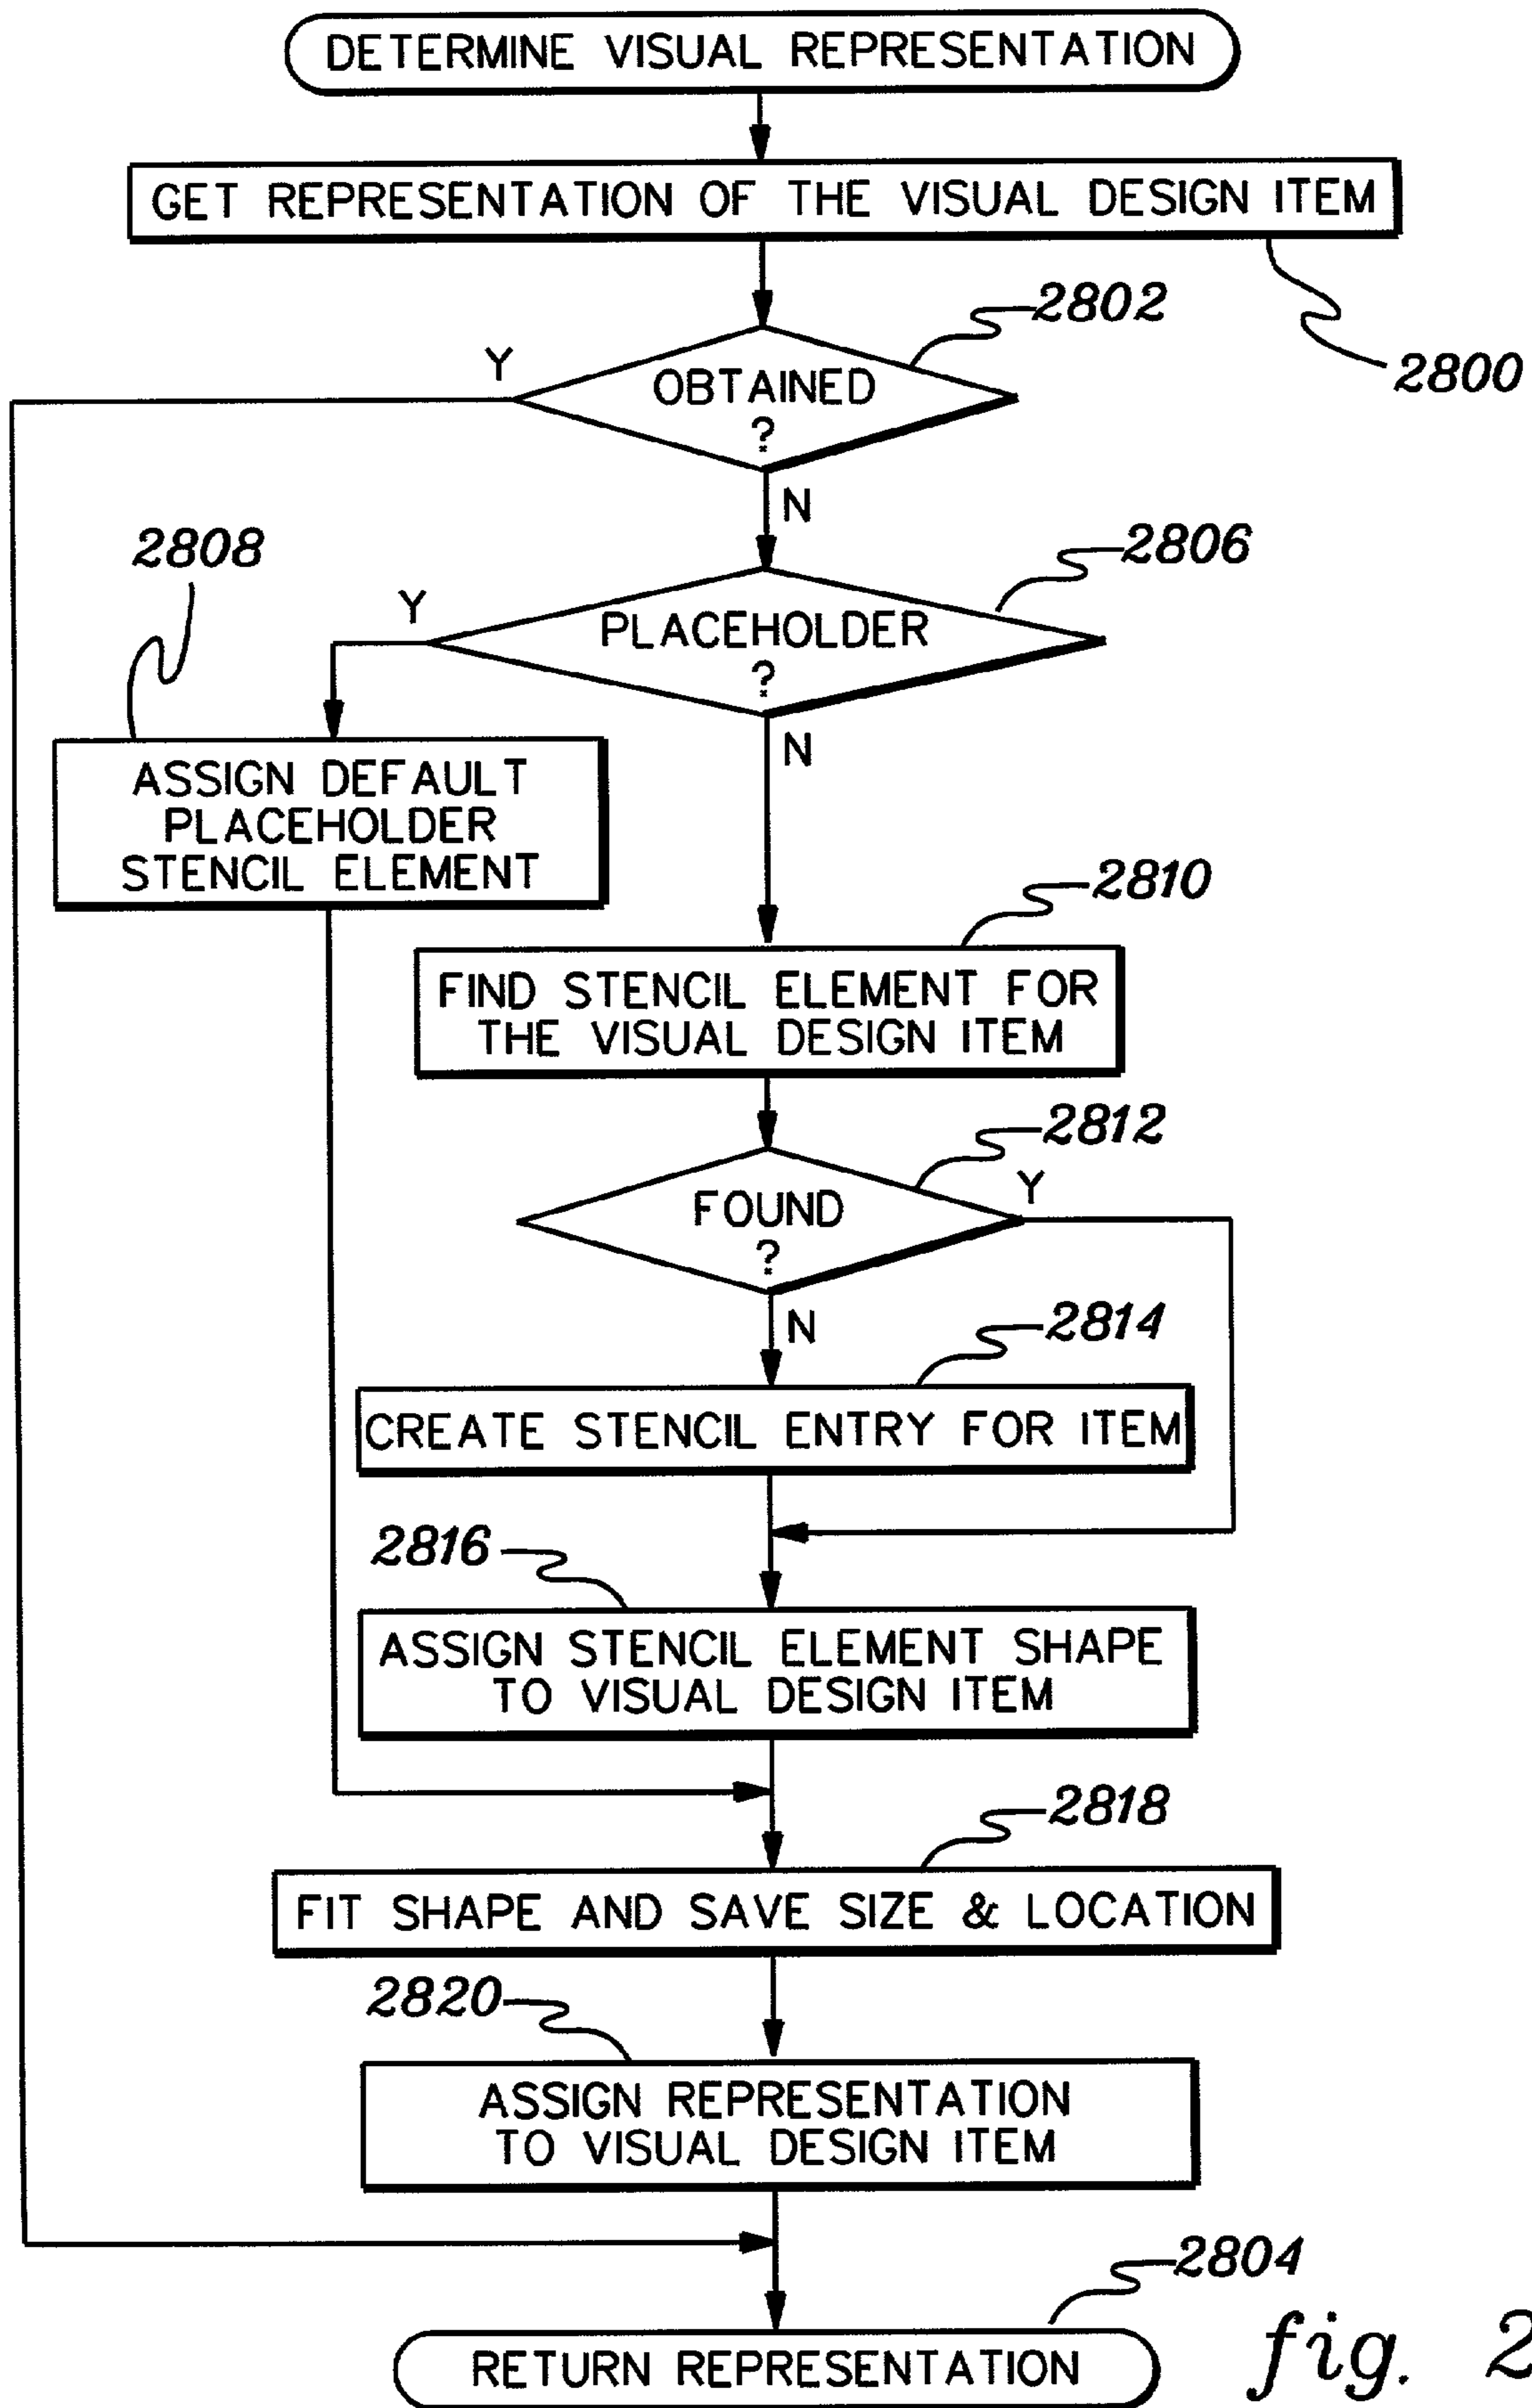 DETERMINE VISUAL REPRESENTATION
GET REPRESENTATION OF THE VISUAL DESIGN ITEM
2800
2802
Y
OBTAINED
?
N
2806
2808
Y
PLACEHOLDER
?
N
ASSIGN DEFAULT
PLACEHOLDER
STENCIL ELEMENT
2810
FIND STENCIL ELEMENT FOR
THE VISUAL DESIGN ITEM
2812
Y
FOUND
?
N
2814
CREATE STENCIL ENTRY FOR ITEM
2816
ASSIGN STENCIL ELEMENT SHAPE
TO VISUAL DESIGN ITEM
2818
FIT SHAPE AND SAVE SIZE & LOCATION
2820
ASSIGN REPRESENTATION
TO VISUAL DESIGN ITEM
2804
RETURN REPRESENTATION
fig.